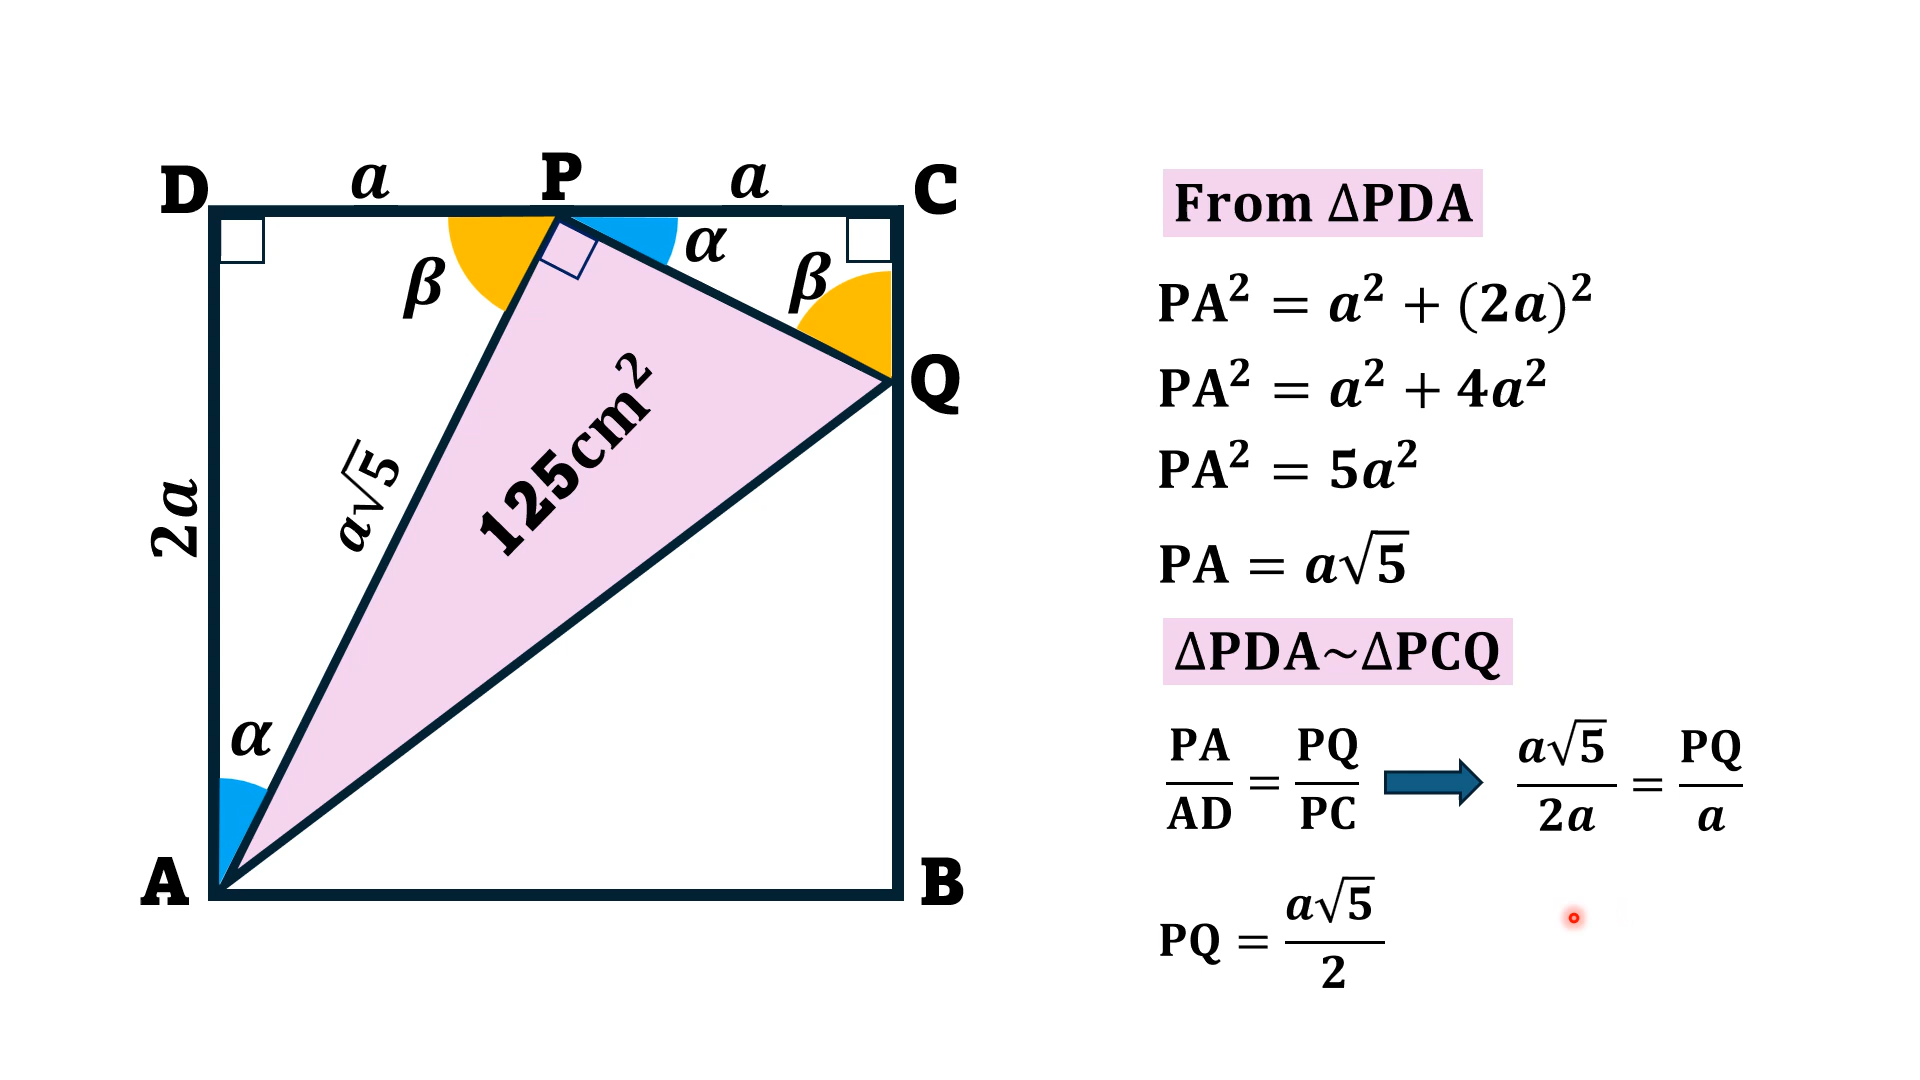 D a P a C
β α β
Q
125cm²
a√5
2a
α
A B
From ΔPDA
PA² = a² + (2a)²
PA² = a² + 4a²
PA² = 5a²
PA = a√5
ΔPDA~ΔPCQ
PA/AD = PQ/PC a√5/2a = PQ/a
PQ = a√5/2